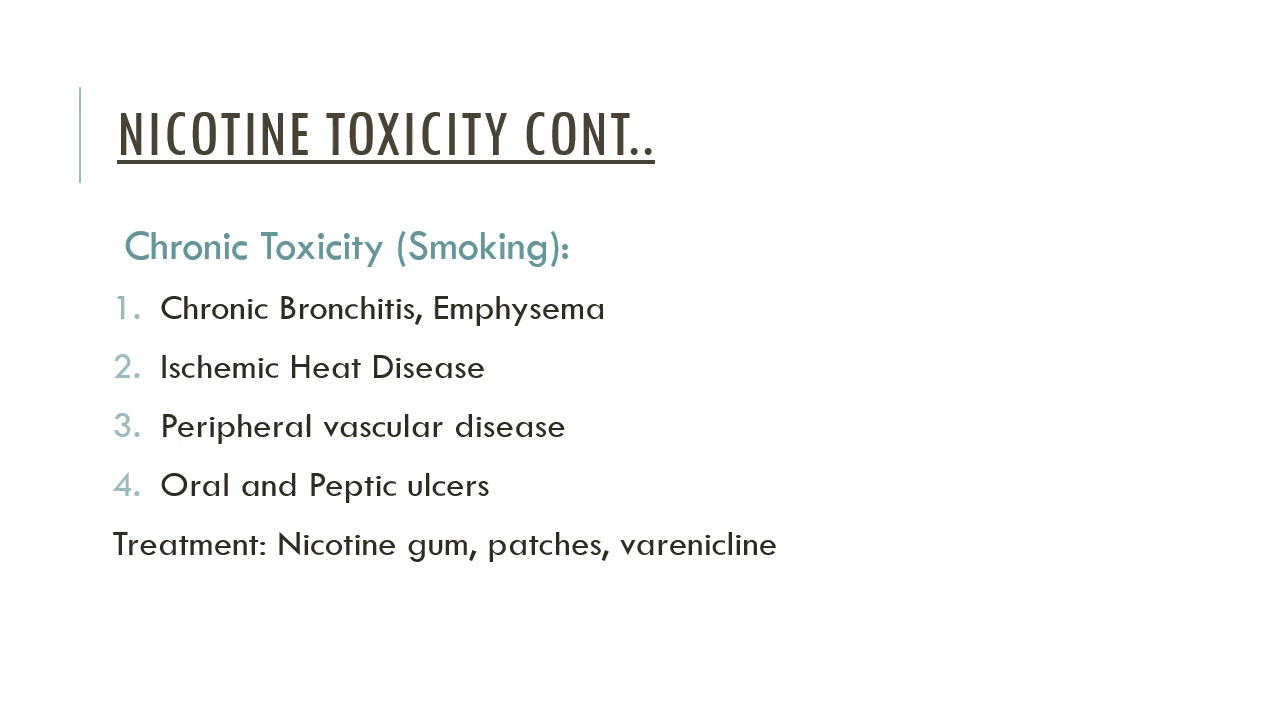 NICOTINE TOXICITY CONT..
Chronic Toxicity (Smoking):
1. Chronic Bronchitis, Emphysema
2. Ischemic Heat Disease
3. Peripheral vascular disease
4. Oral and Peptic ulcers
Treatment: Nicotine gum, patches, varenicline